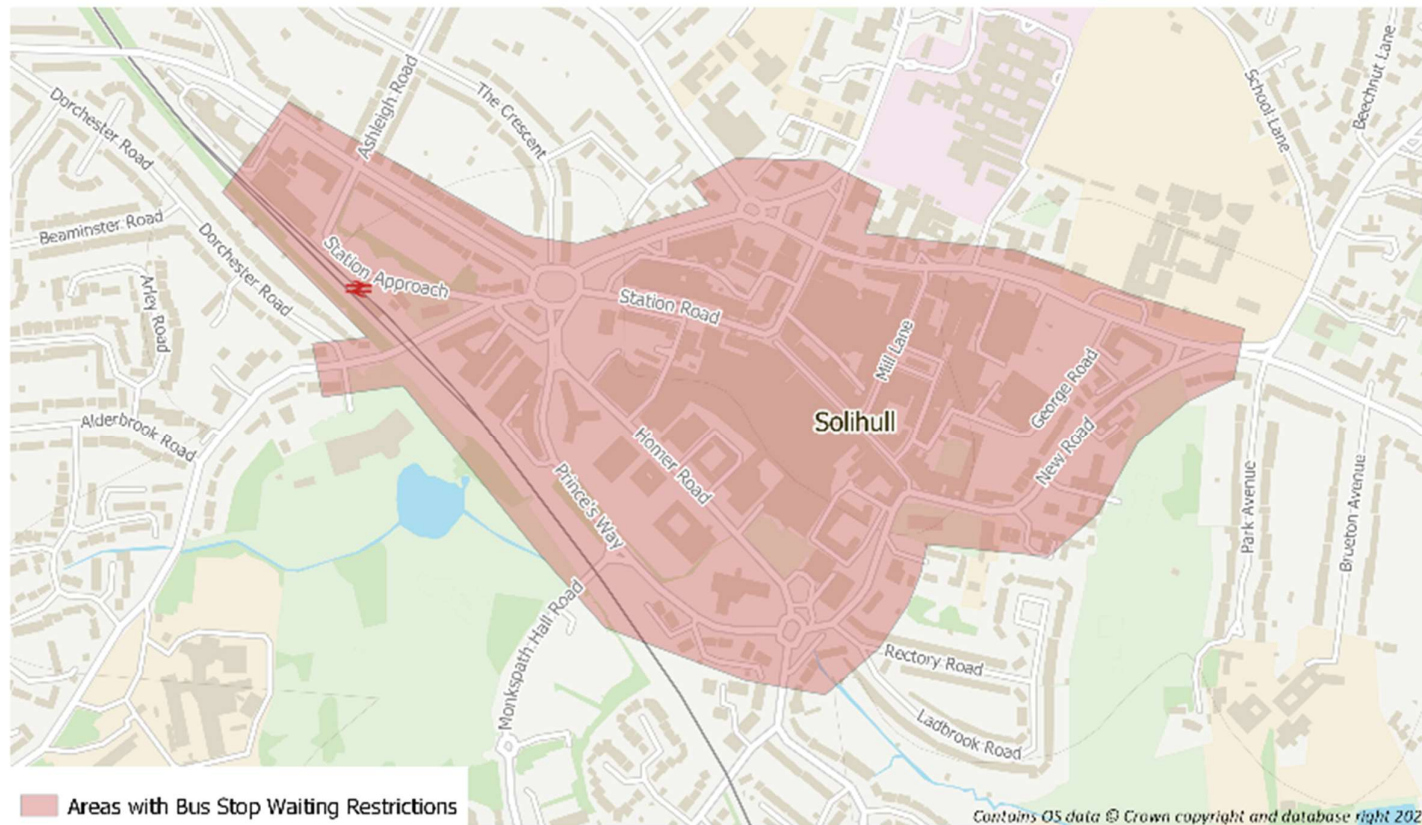 Ashleigh Road
The Crescent
School Lane
Beechnut Lane
Dorchester Road
Beaminster Road
Dorchester Road
Station Approach
Arley Road
Station Road
Mill Lane
George Road
Solihull
Alderbrook Road
Homer Road
New Road
Prince's Way
Park Avenue
Brueton Avenue
Monkspath Hall Road
Rectory Road
Ladbrook Road
Areas with Bus Stop Waiting Restrictions
Contains OS data © Crown copyright and database right 202